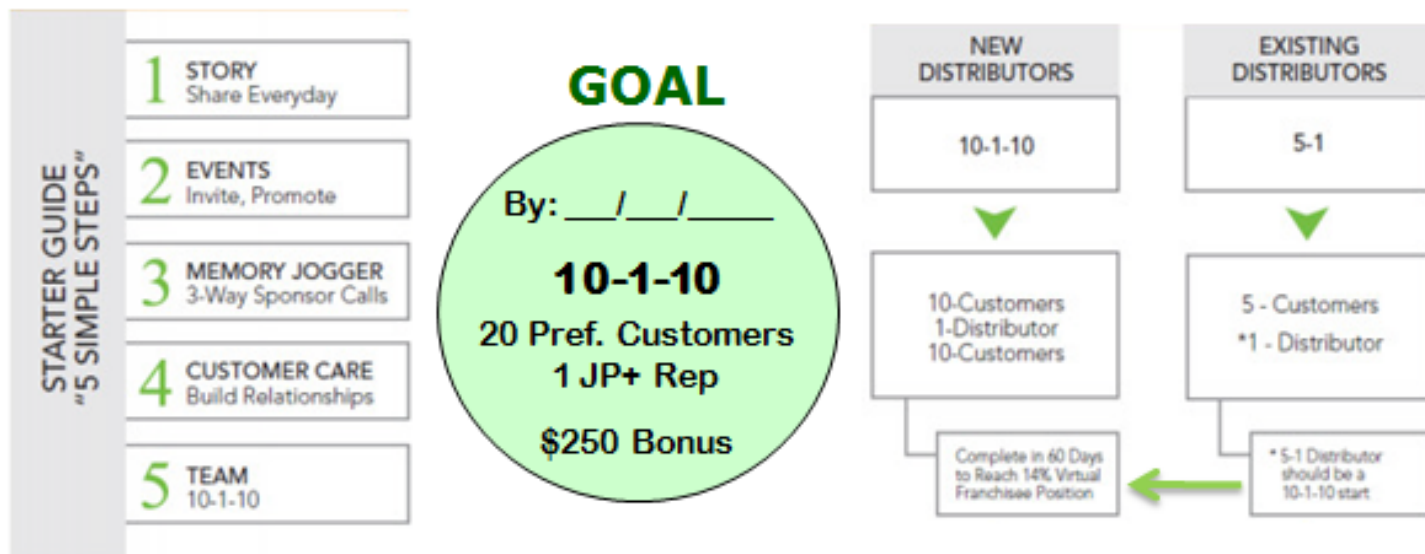 STARTER GUIDE
"5 SIMPLE STEPS"
1 STORY
Share Everyday
2 EVENTS
Invite, Promote
3 MEMORY JOGGER
3-Way Sponsor Calls
4 CUSTOMER CARE
Build Relationships
5 TEAM
10-1-10
GOAL
By: __/__/____
10-1-10
20 Pref. Customers
1 JP+ Rep
$250 Bonus
NEW
DISTRIBUTORS
10-1-10
10-Customers
1-Distributor
10-Customers
Complete in 60 Days
to Reach 14% Virtual
Franchisee Position
EXISTING
DISTRIBUTORS
5-1
5 - Customers
*1 - Distributor
* 5-1 Distributor
should be a
10-1-10 start